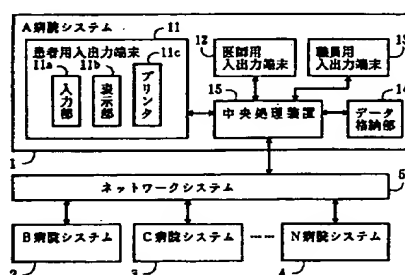 A病院システム
11
患者用入出力端末
11a
11b
11c
入力部
表示部
プリンタ
12
医師用
入出力端末
13
職員用
入出力端末
15
中央処理装置
14
データ
格納部
1
ネットワークシステム
5
B病院システム
C病院システム
N病院システム
2
3
4